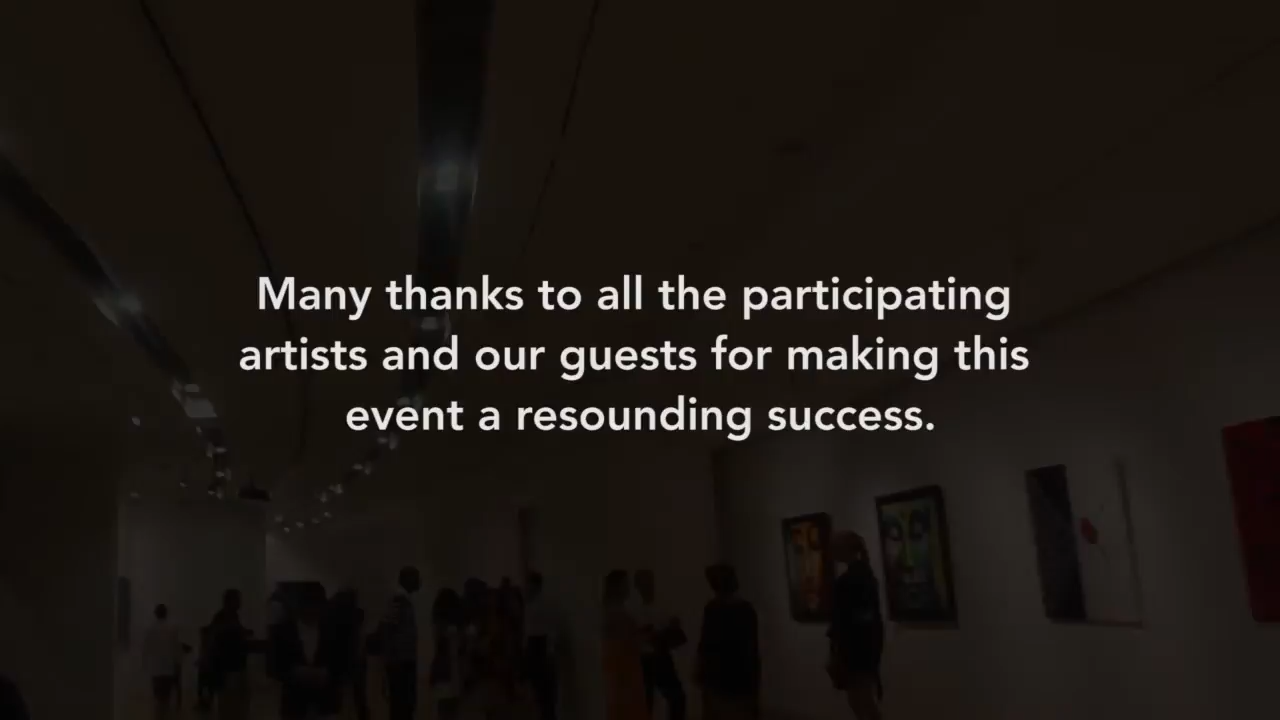 Many thanks to all the participating
artists and our guests for making this
event a resounding success.